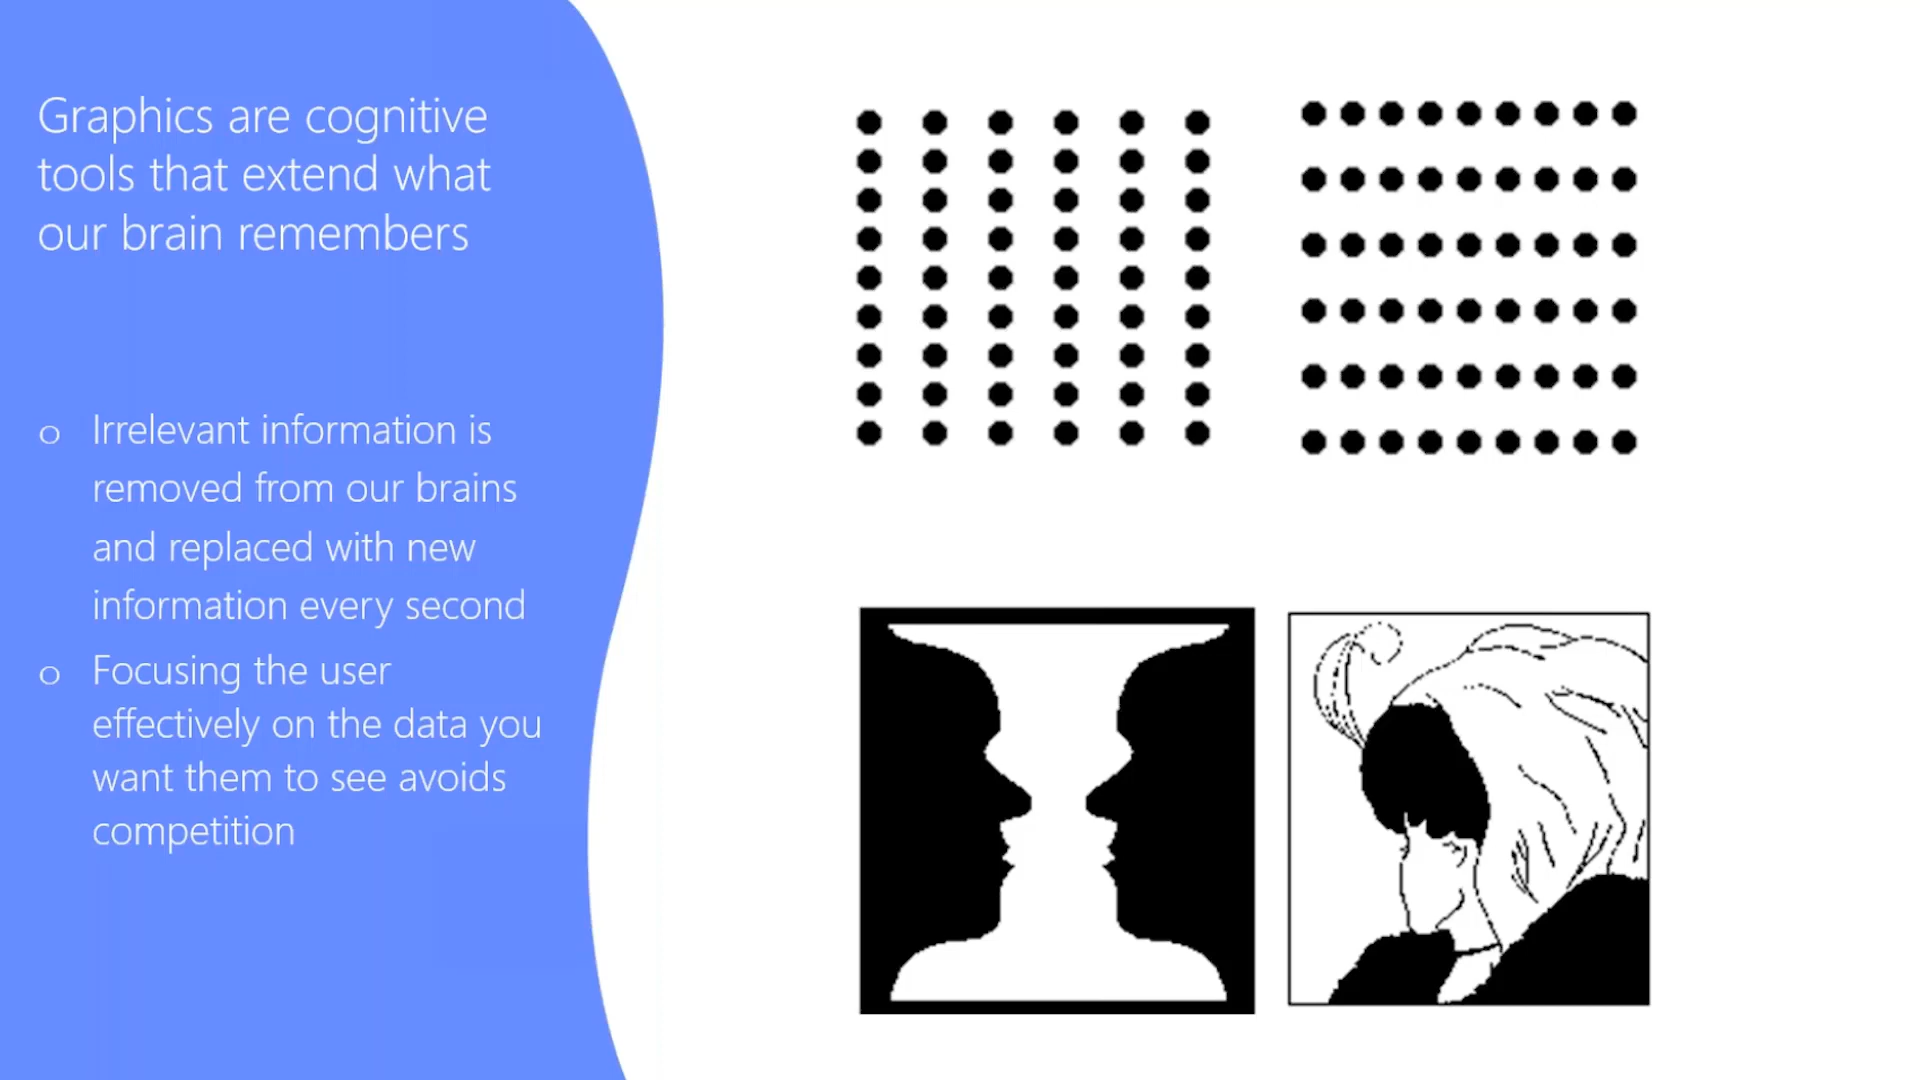 Graphics are cognitive
tools that extend what
our brain remembers
o Irrelevant information is
removed from our brains
and replaced with new
information every second
o Focusing the user
effectively on the data you
want them to see avoids
competition